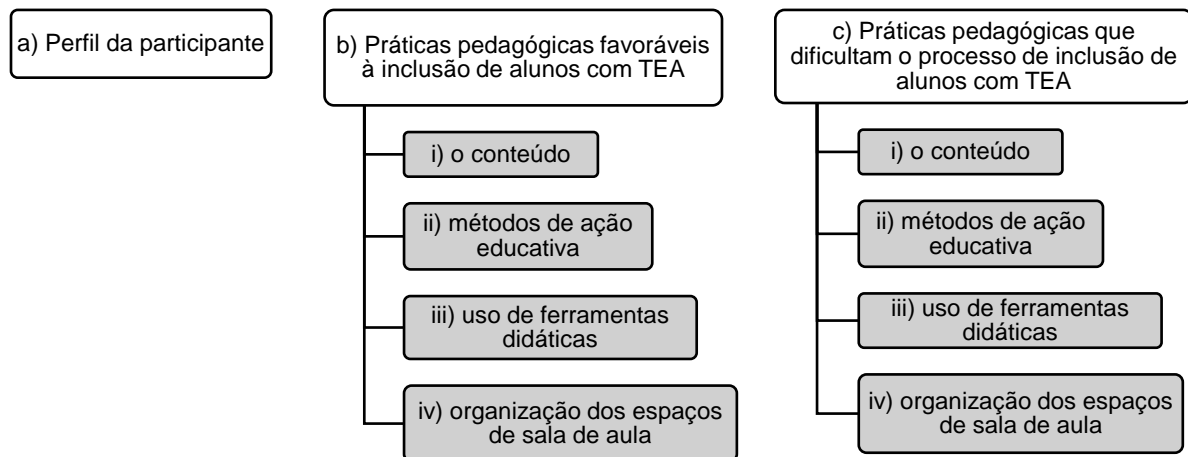 a) Perfil da participante
b) Práticas pedagógicas favoráveis
à inclusão de alunos com TEA
i) o conteúdo
ii) métodos de ação
educativa
iii) uso de ferramentas
didáticas
iv) organização dos espaços
de sala de aula
c) Práticas pedagógicas que
dificultam o processo de inclusão de
alunos com TEA
i) o conteúdo
ii) métodos de ação
educativa
iii) uso de ferramentas
didáticas
iv) organização dos espaços
de sala de aula